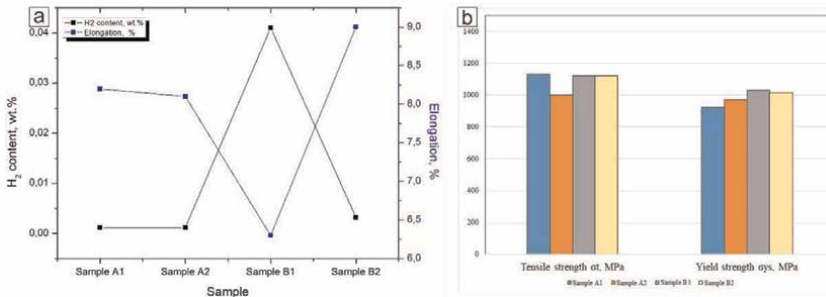 a
H2 content, wt.%
Elongation, %
0,04
0,03
0,02
0,01
0,00
H2 content, wt.%
9,0
8,5
8,0
7,5
7,0
6,5
6,0
Elongation, %
Sample A1 Sample A2 Sample B1 Sample B2
Sample
b
1400
1200
1000
800
600
400
200
0
Tensile strength αt, MPa Yield strength αys, MPa
Sample A1 Sample A2 Sample B1 Sample B2